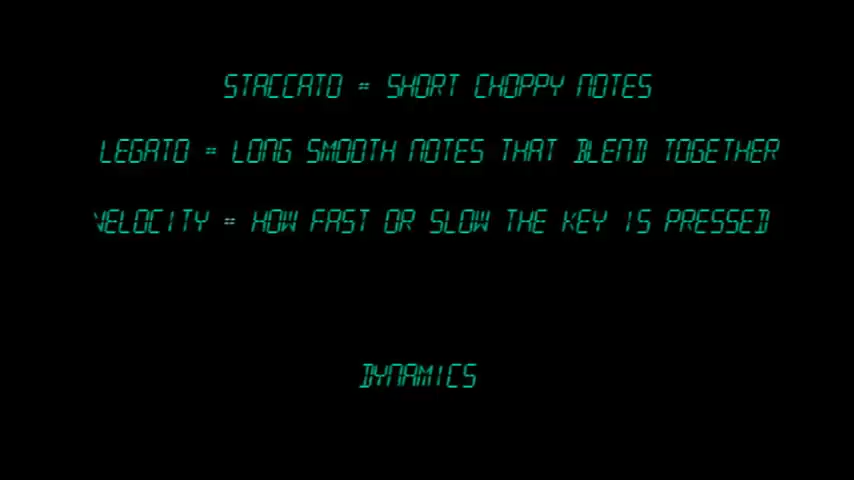 STACCATO = SHORT CHOPPY NOTES
LEGATO = LONG SMOOTH NOTES THAT BLEND TOGETHER
VELOCITY = HOW FAST OR SLOW THE KEY IS PRESSED
DYNAMICS